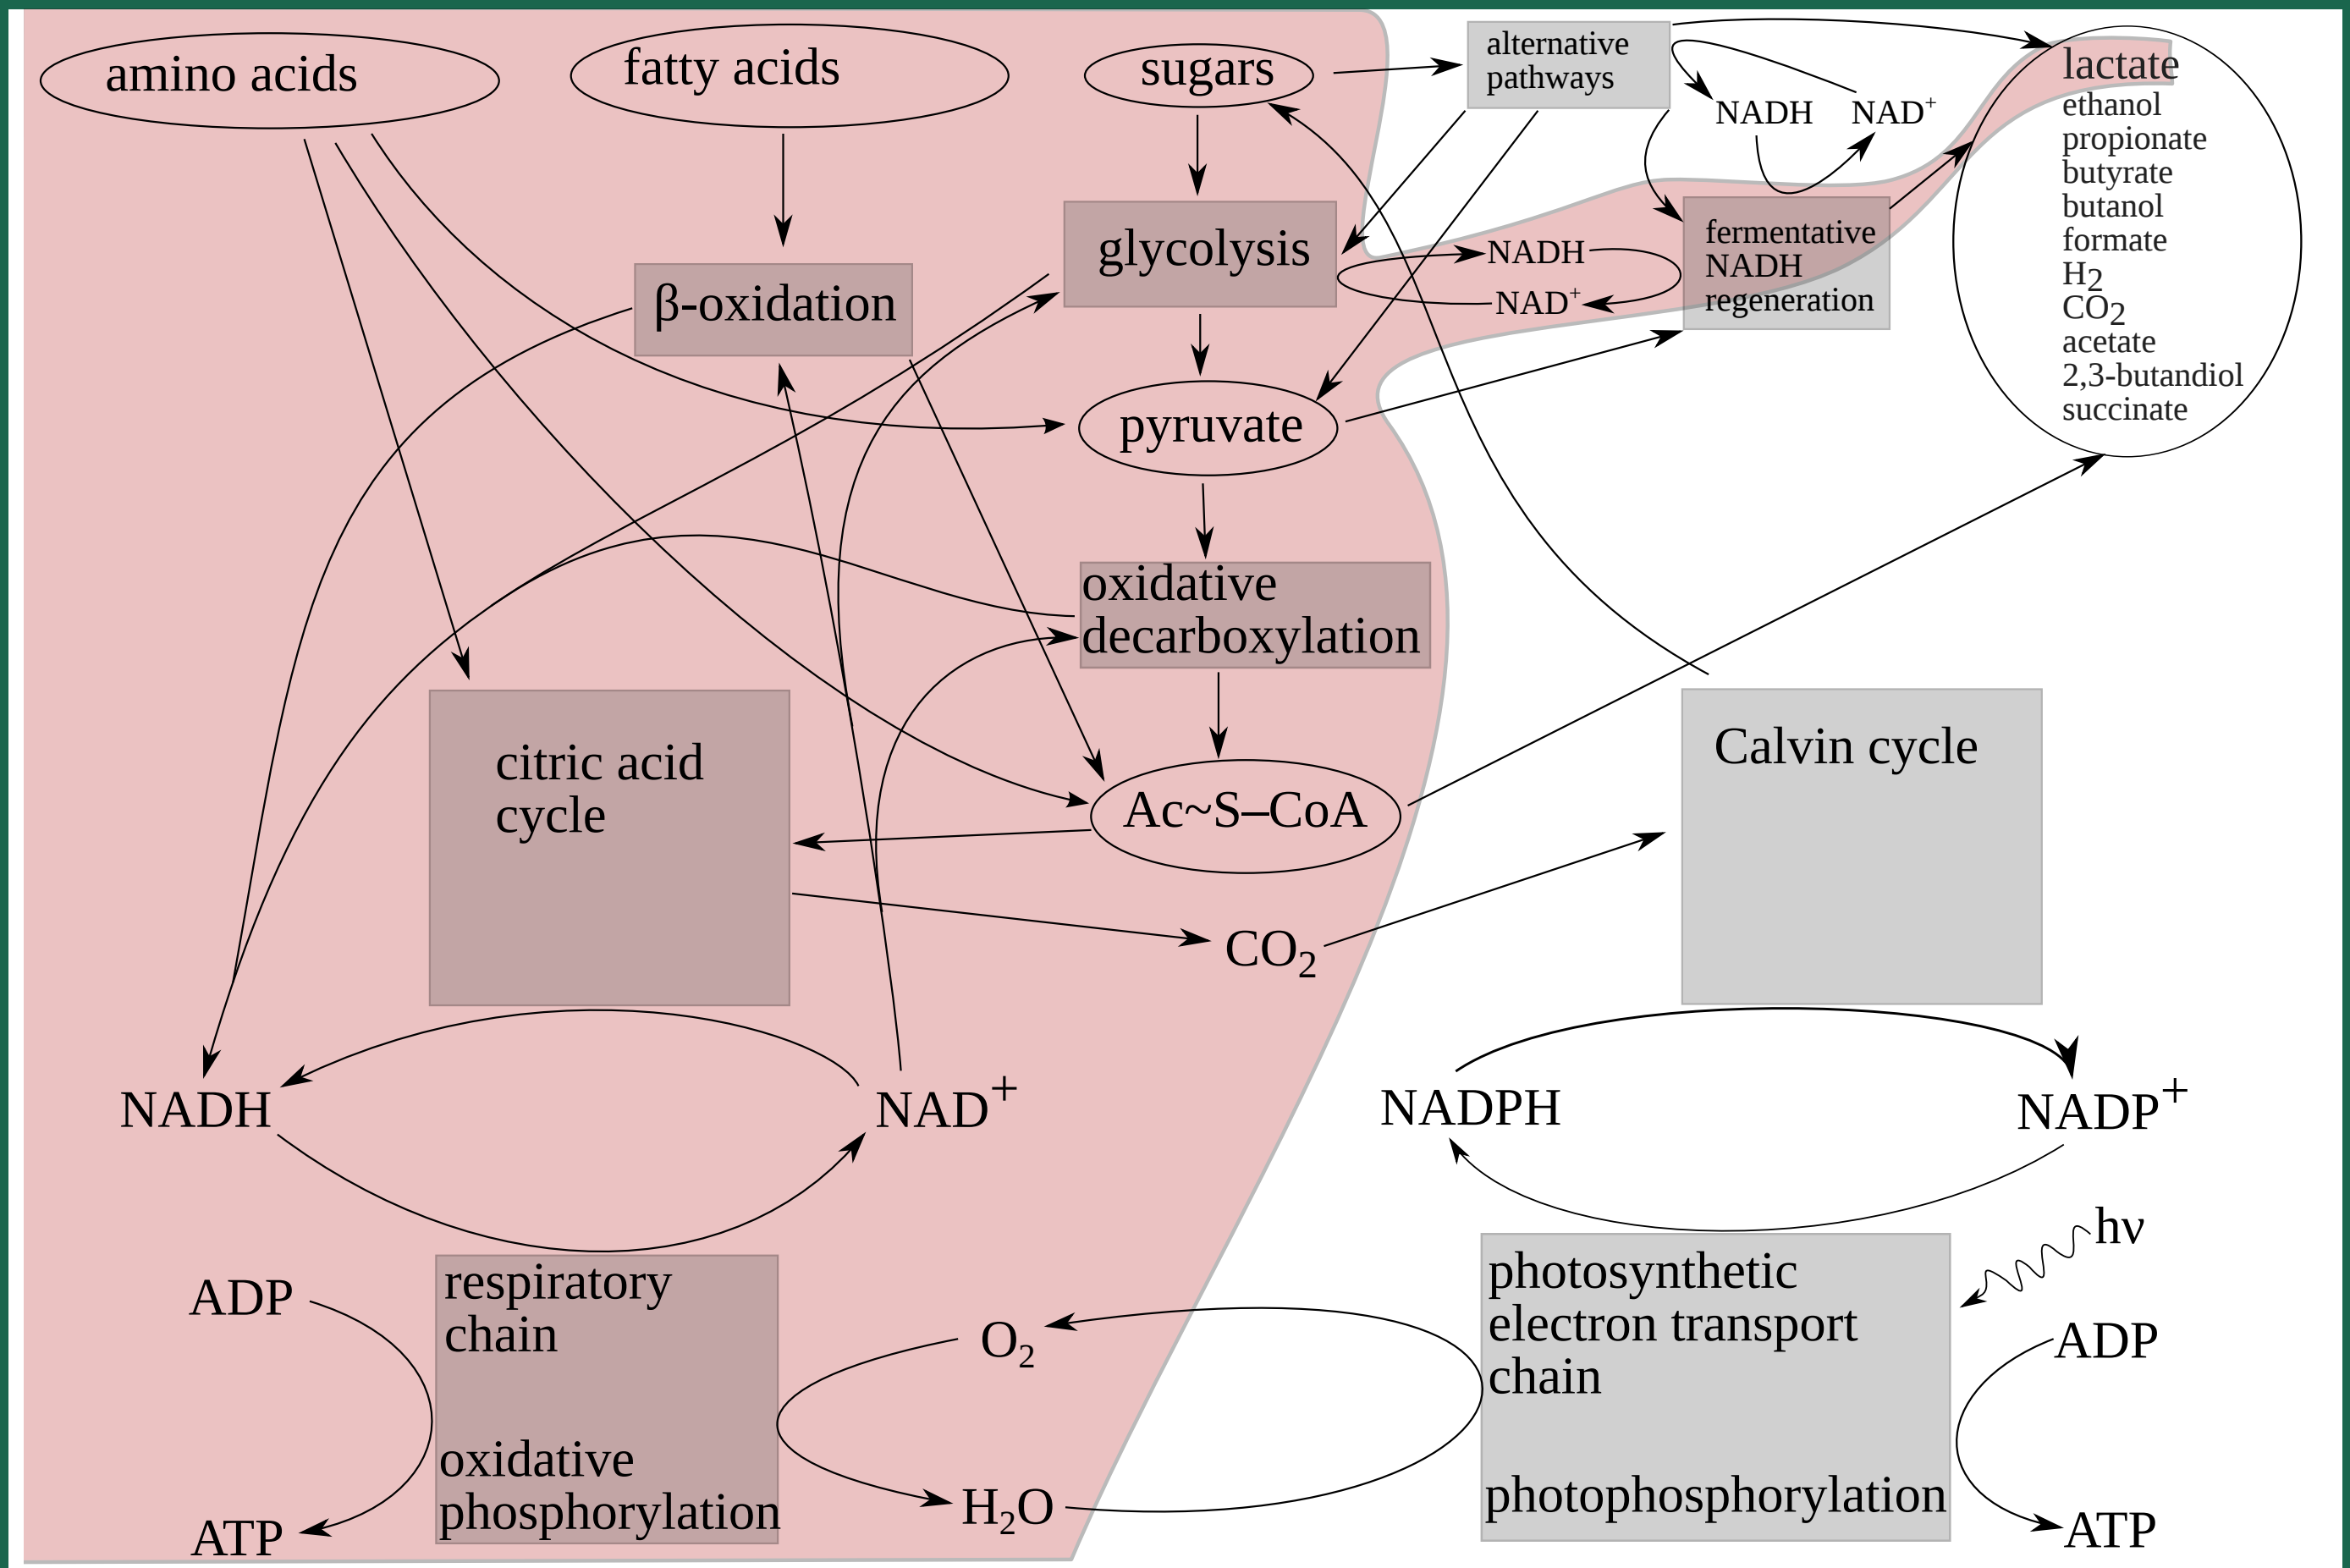 amino acids
fatty acids
sugars
alternative
pathways
NADH
NAD+
lactate
ethanol
propionate
butyrate
butanol
formate
H2
CO2
acetate
2,3-butandiol
succinate
glycolysis
NADH
NAD+
fermentative
NADH
regeneration
β-oxidation
pyruvate
oxidative
decarboxylation
citric acid
cycle
Ac~S–CoA
Calvin cycle
CO2
NADH
NAD+
NADPH
NADP+
hν
ADP
respiratory
chain
oxidative
phosphorylation
ATP
O2
H2O
photosynthetic
electron transport
chain
photophosphorylation
ADP
ATP